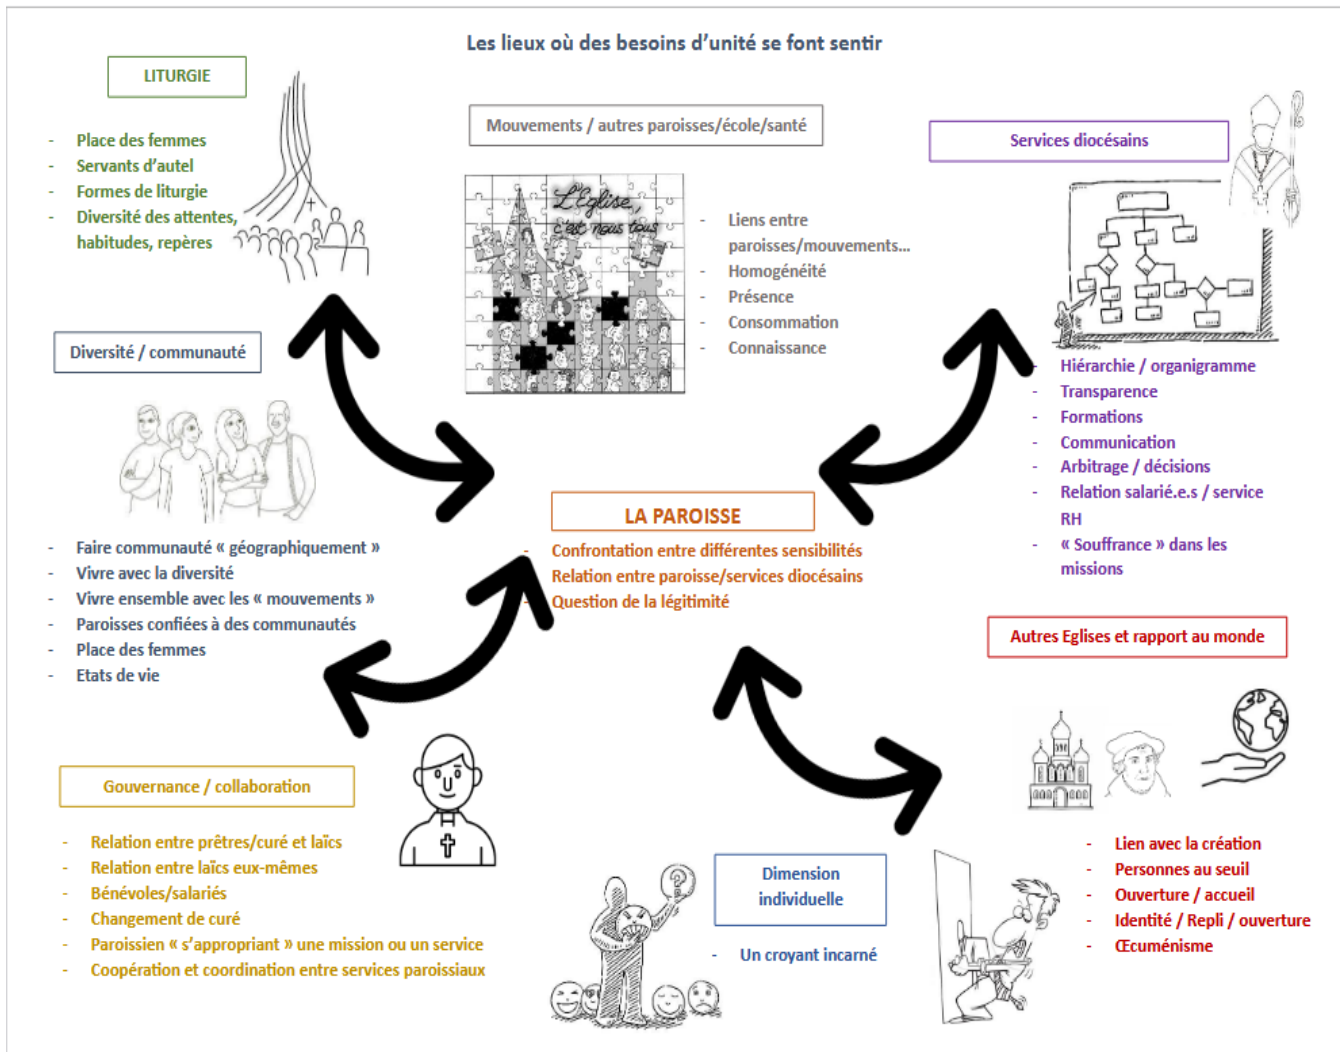 Les lieux où des besoins d'unité se font sentir
LITURGIE
- Place des femmes
- Servants d'autel
- Formes de liturgie
- Diversité des attentes,
habitudes, repères
Mouvements / autres paroisses/école/santé
L'Eglise,
c'est nous tous
- Liens entre
paroisses/mouvements...
- Homogénéité
- Présence
- Consommation
- Connaissance
Services diocésains
- Hiérarchie / organigramme
- Transparence
- Formations
- Communication
- Arbitrage / décisions
- Relation salarié.e.s / service
RH
- « Souffrance » dans les
missions
Diversité / communauté
- Faire communauté « géographiquement »
- Vivre avec la diversité
- Vivre ensemble avec les « mouvements »
- Paroisses confiées à des communautés
- Place des femmes
- Etats de vie
LA PAROISSE
- Confrontation entre différentes sensibilités
- Relation entre paroisse/services diocésains
- Question de la légitimité
Autres Eglises et rapport au monde
- Lien avec la création
- Personnes au seuil
- Ouverture / accueil
- Identité / Repli / ouverture
- Œcuménisme
Gouvernance / collaboration
- Relation entre prêtres/curé et laïcs
- Relation entre laïcs eux-mêmes
- Bénévoles/salariés
- Changement de curé
- Paroissien « s'appropriant » une mission ou un service
- Coopération et coordination entre services paroissiaux
?
Dimension
individuelle
- Un croyant incarné